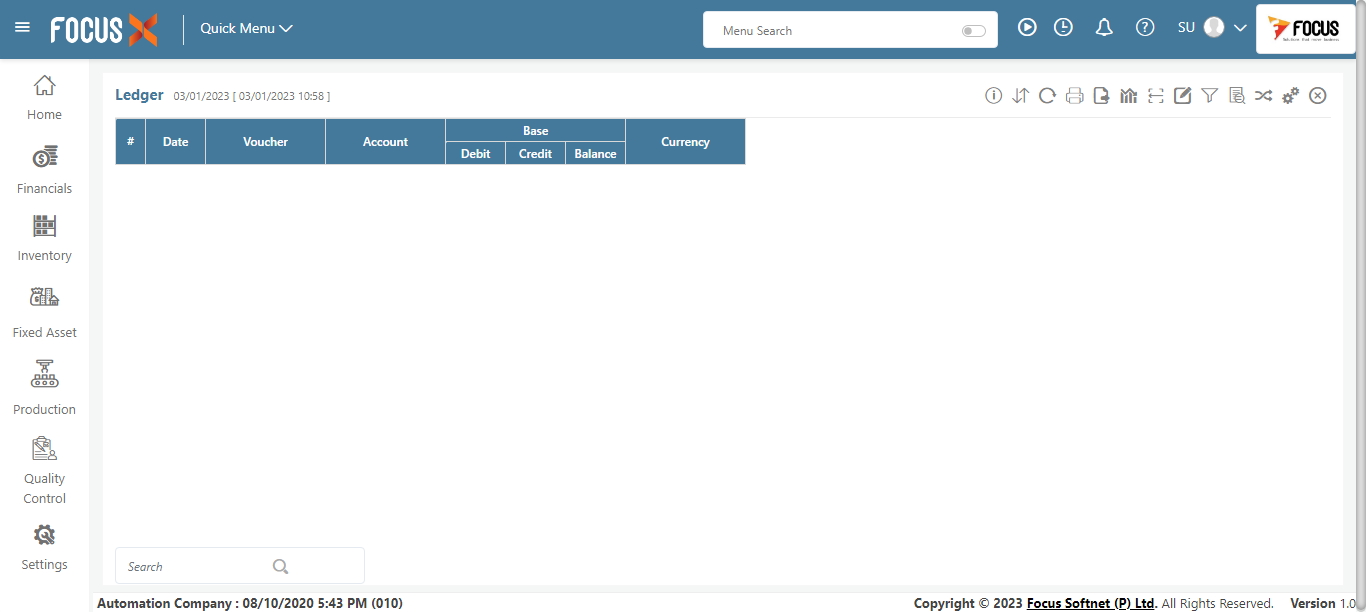 FOCUS X Quick Menu Menu Search SU FOCUS
Home
Financials
Inventory
Fixed Asset
Production
Quality
Control
Settings
Ledger 03/01/2023 [ 03/01/2023 10:58 ]
# Date Voucher Account Base Currency
Debit Credit Balance
Search
Automation Company : 08/10/2020 5:43 PM (010) Copyright © 2023 Focus Softnet (P) Ltd. All Rights Reserved. Version 1.0